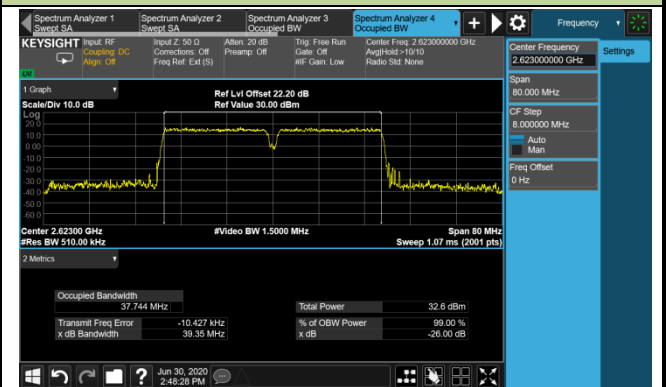 Spectrum Analyzer 1
Swept SA
Spectrum Analyzer 2
Swept SA
Spectrum Analyzer 3
Occupied BW
Spectrum Analyzer 4
Occupied BW
Frequency
KEYSIGHT
Input: RF
Coupling: DC
Align: Off
Input Z: 50 Ω
Corrections: Off
Freq Ref: Ext (S)
Atten: 20 dB
Preamp: Off
Trig: Free Run
Gate: Off
#IF Gain: Low
Center Freq: 2.623000000 GHz
Avg|Hold:>10/10
Radio Std: None
LXI
1 Graph
Scale/Div 10.0 dB
Ref Lvl Offset 22.20 dB
Ref Value 30.00 dBm
Log
20.0
10.0
0.00
-10.0
-20.0
-30.0
-40.0
-50.0
-60.0
Center 2.62300 GHz
#Res BW 510.00 kHz
#Video BW 1.5000 MHz
Span 80 MHz
Sweep 1.07 ms (2001 pts)
2 Metrics
Occupied Bandwidth
37.744 MHz
Total Power 32.6 dBm
Transmit Freq Error -10.427 kHz
% of OBW Power 99.00 %
x dB Bandwidth 39.35 MHz
x dB -26.00 dB
Jun 30, 2020
2:48:28 PM
Center Frequency
2.623000000 GHz
Settings
Span
80.000 MHz
CF Step
8.000000 MHz
Auto
Man
Freq Offset
0 Hz